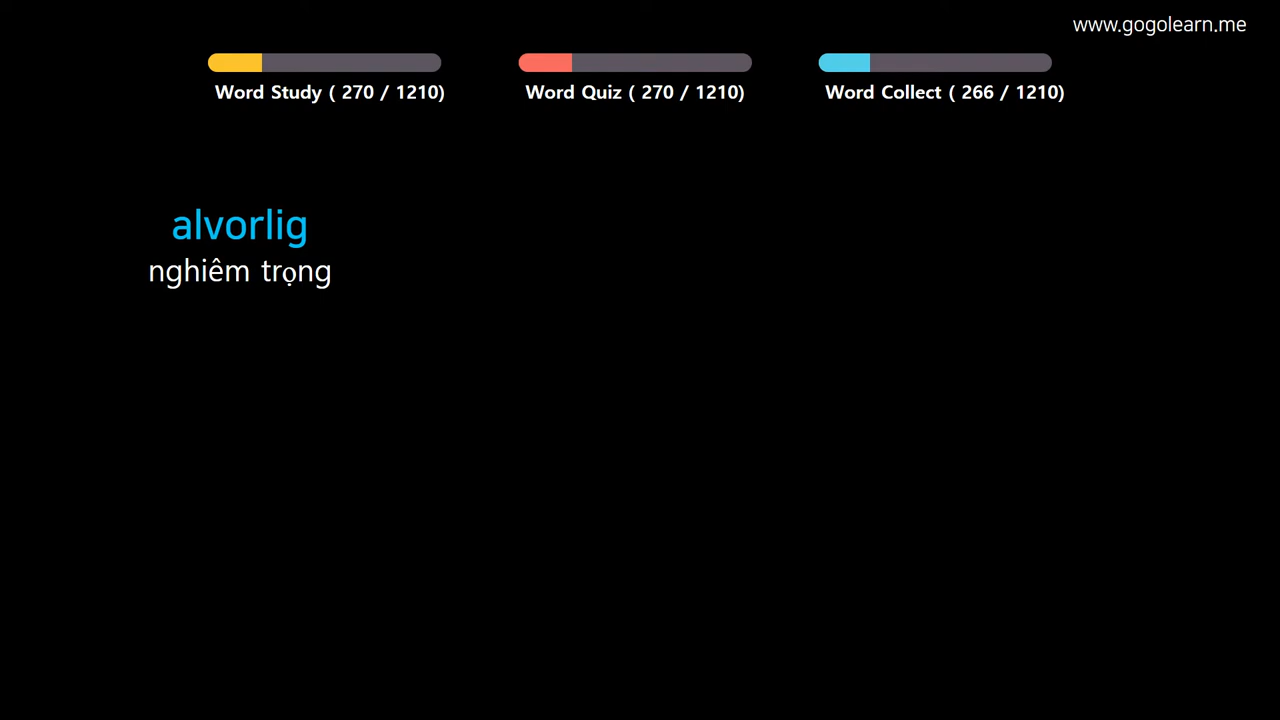 www.gogolearn.me
Word Study ( 270 / 1210)
Word Quiz ( 270 / 1210)
Word Collect ( 266 / 1210)
alvorlig
nghiêm trọng